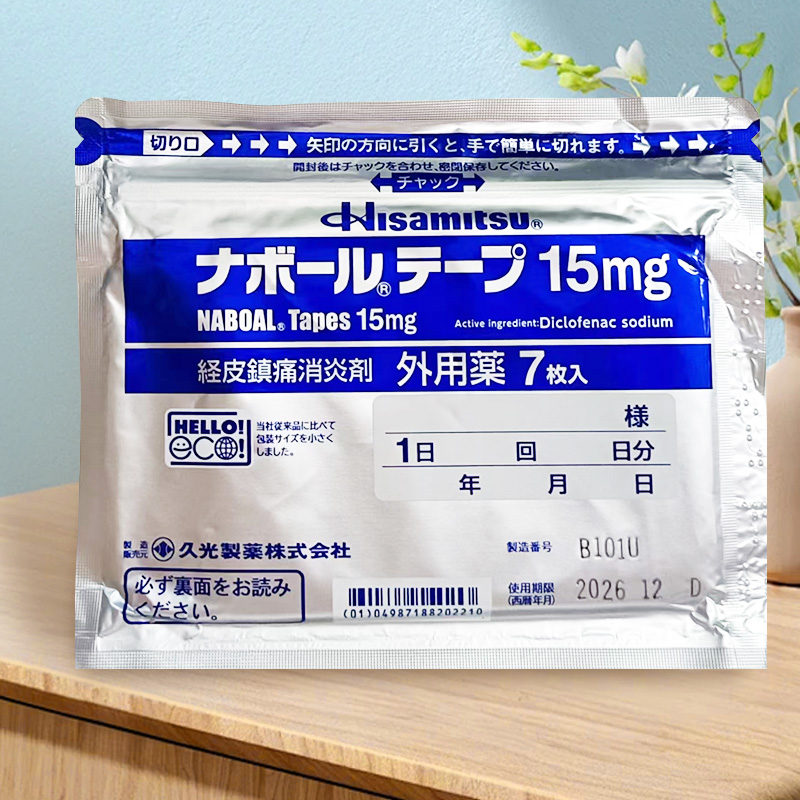 切り口 矢印の方向に引くと、手で簡単に切れます。
開封後はチャックを合わせ、密閉保存してください。
チャック
Hisamitsu®
ナボール®テープ 15mg
NABOAL® Tapes 15mg Active ingredient:Diclofenac sodium
経皮鎮痛消炎剤 外用薬 7枚入
HELLO!
eco!
当社従来品に比べて
包装サイズを小さく
しました。
様
1日 回 日分
年 月 日
製造
販売元 久光製薬株式会社
製造番号 B101U
必ず裏面をお読み
ください。
(01)04987188202210
使用期限
(西暦年月) 2026 12 D